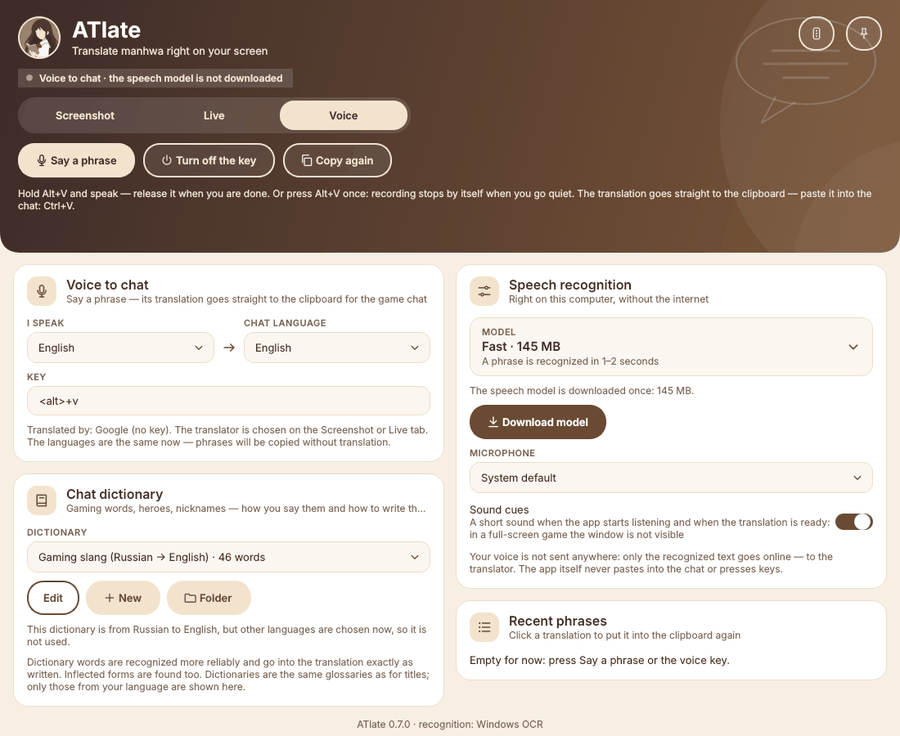 ATlate
Translate manhwa right on your screen
Voice to chat · the speech model is not downloaded
Screenshot
Live
Voice
Say a phrase
Turn off the key
Copy again
Hold Alt+V and speak — release it when you are done. Or press Alt+V once: recording stops by itself when you go quiet. The translation goes straight to the clipboard — paste it into the
chat: Ctrl+V.
Voice to chat
Say a phrase — its translation goes straight to the clipboard for the game chat
I SPEAK
CHAT LANGUAGE
English
→
English
KEY
<alt>+v
Translated by: Google (no key). The translator is chosen on the Screenshot or Live tab.
The languages are the same now — phrases will be copied without translation.
Chat dictionary
Gaming words, heroes, nicknames — how you say them and how to write th...
DICTIONARY
Gaming slang (Russian → English) · 46 words
Edit
+ New
Folder
This dictionary is from Russian to English, but other languages are chosen now, so it is
not used.
Dictionary words are recognized more reliably and go into the translation exactly as
written. Inflected forms are found too. Dictionaries are the same glossaries as for titles;
only those from your language are shown here.
Speech recognition
Right on this computer, without the internet
MODEL
Fast · 145 MB
A phrase is recognized in 1–2 seconds
The speech model is downloaded once: 145 MB.
Download model
MICROPHONE
System default
Sound cues
A short sound when the app starts listening and when the translation is ready:
in a full-screen game the window is not visible
Your voice is not sent anywhere: only the recognized text goes online — to the
translator. The app itself never pastes into the chat or presses keys.
Recent phrases
Click a translation to put it into the clipboard again
Empty for now: press Say a phrase or the voice key.
ATlate 0.7.0 · recognition: Windows OCR